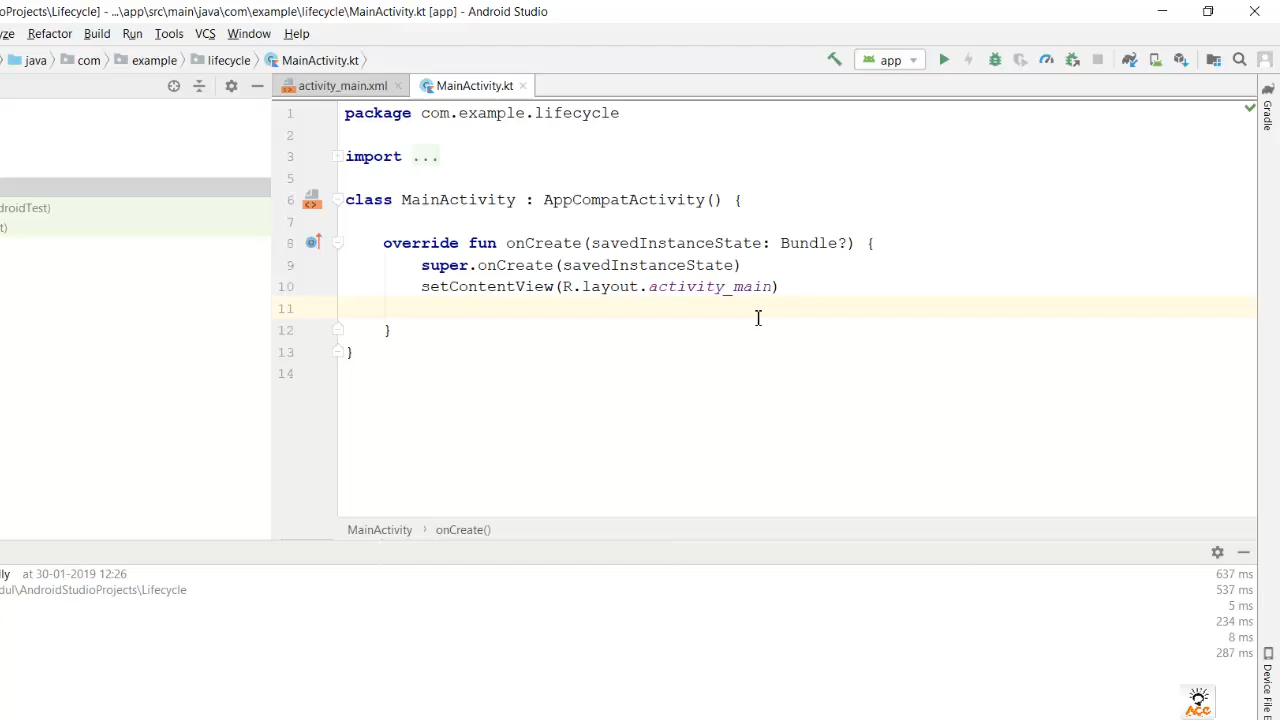 oProjects\Lifecycle] - ...\app\src\main\java\com\example\lifecycle\MainActivity.kt [app] - Android Studio
yze Refactor Build Run Tools VCS Window Help
java com example lifecycle MainActivity.kt app
activity_main.xml MainActivity.kt
1 package com.example.lifecycle
2
3 import ...
5
6 class MainActivity : AppCompatActivity() {
7
8 override fun onCreate(savedInstanceState: Bundle?) {
9 super.onCreate(savedInstanceState)
10 setContentView(R.layout.activity_main)
11
12 }
13 }
14
droidTest)
t)
MainActivity › onCreate()
lly at 30-01-2019 12:26
dul\AndroidStudioProjects\Lifecycle
637 ms
537 ms
5 ms
234 ms
8 ms
287 ms
Gradle
Device File E
ACC